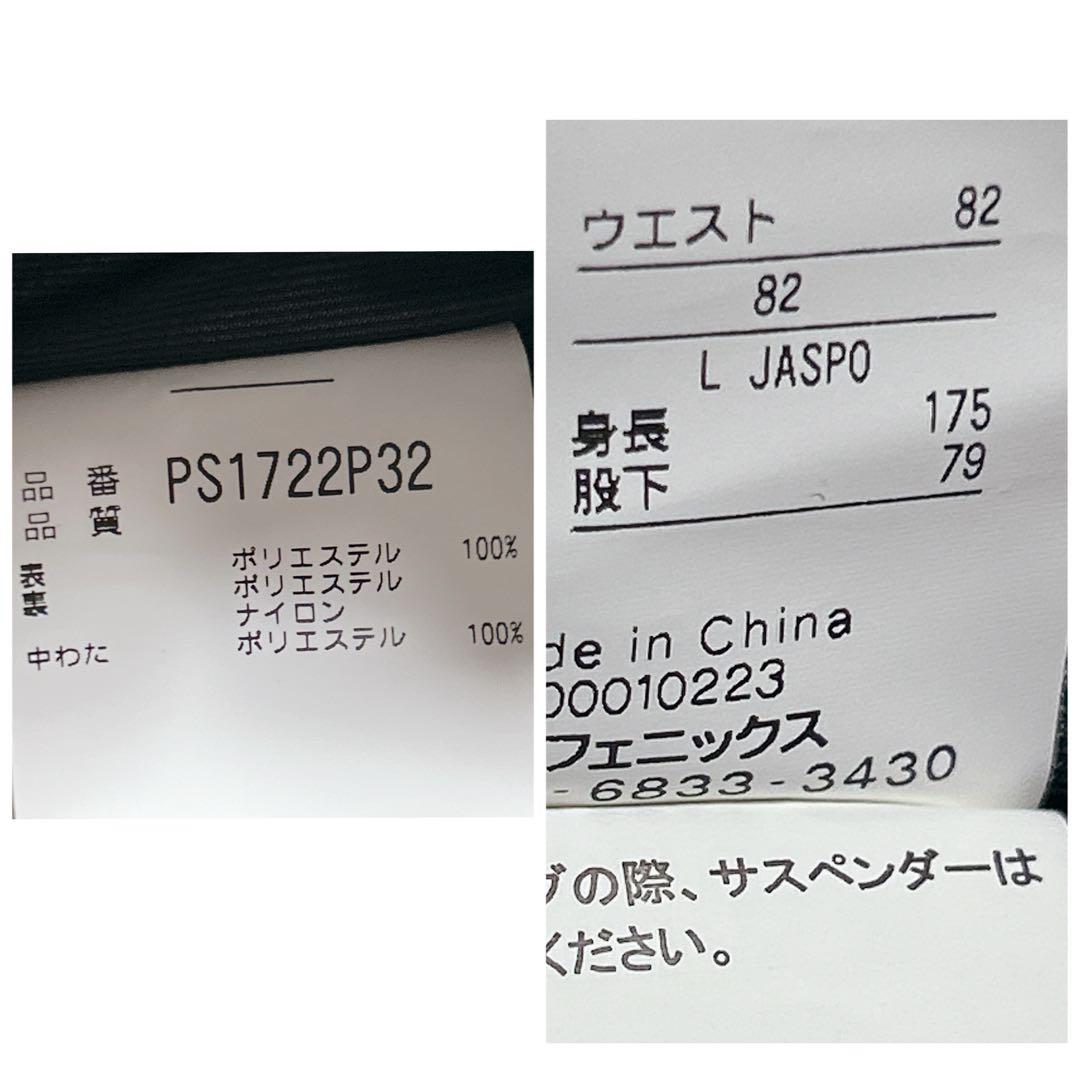 品 番 PS1722P32
品 質
表 ポリエステル 100%
裏 ポリエステル
ナイロン
中わた ポリエステル 100%
ウエスト 82
82
L JASPO
身長 175
股下 79
de in China
00010223
フェニックス
-6833-3430
の際、サスペンダーは
ください。